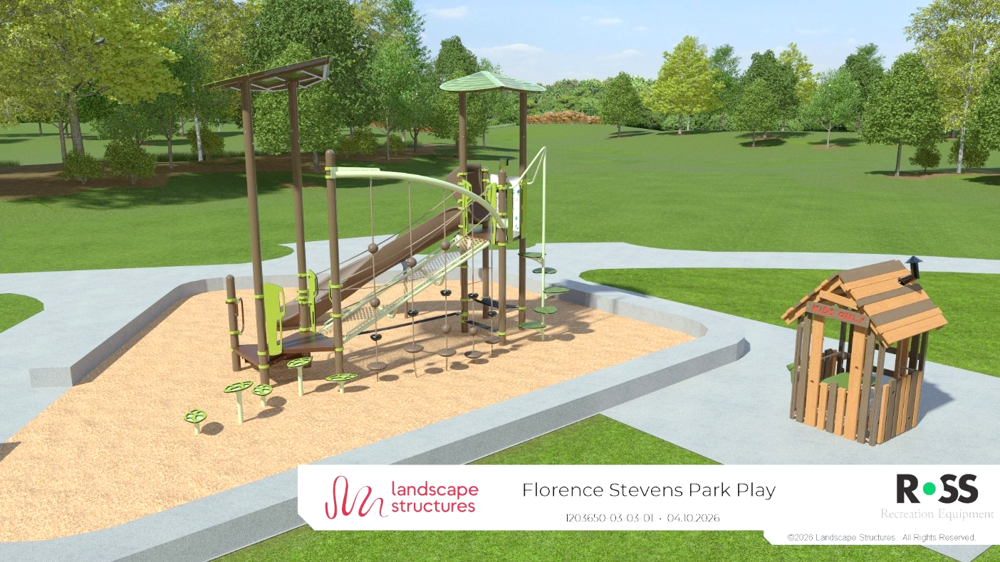 KIDS ONLY
landscape
structures
Florence Stevens Park Play
1203650-03-03-01 • 04.10.2026
ROSS
Recreation Equipment
©2026 Landscape Structures. All Rights Reserved.